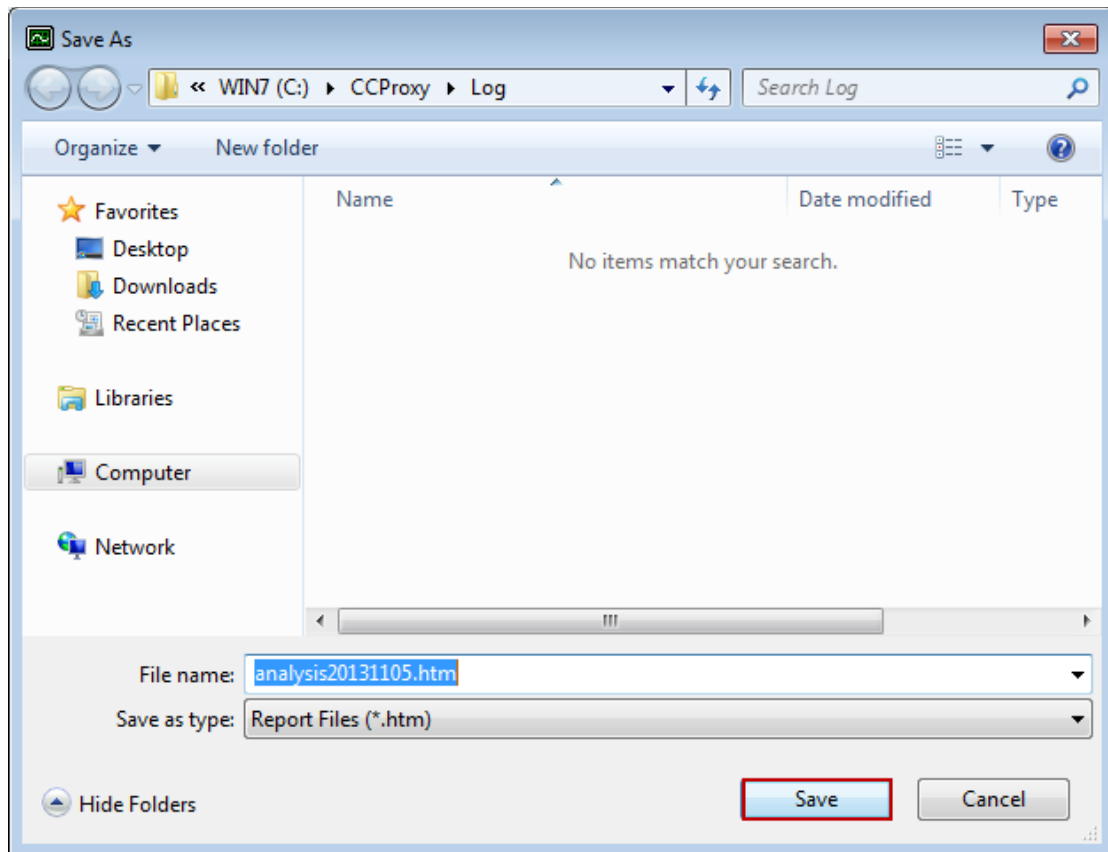 Save As
« WIN7 (C:) ▸ CCProxy ▸ Log
Search Log
Organize
New folder
Name
Date modified
Type
Favorites
Desktop
Downloads
Recent Places
Libraries
Computer
Network
No items match your search.
File name: analysis20131105.htm
Save as type: Report Files (*.htm)
Hide Folders
Save
Cancel